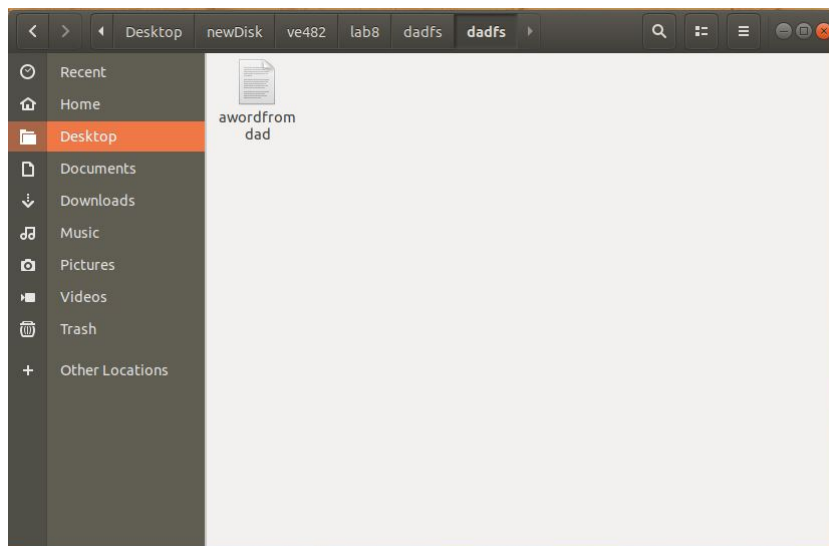 Desktop newDisk ve482 lab8 dadfs dadfs
Recent
Home
Desktop
Documents
Downloads
Music
Pictures
Videos
Trash
Other Locations
awordfrom
dad